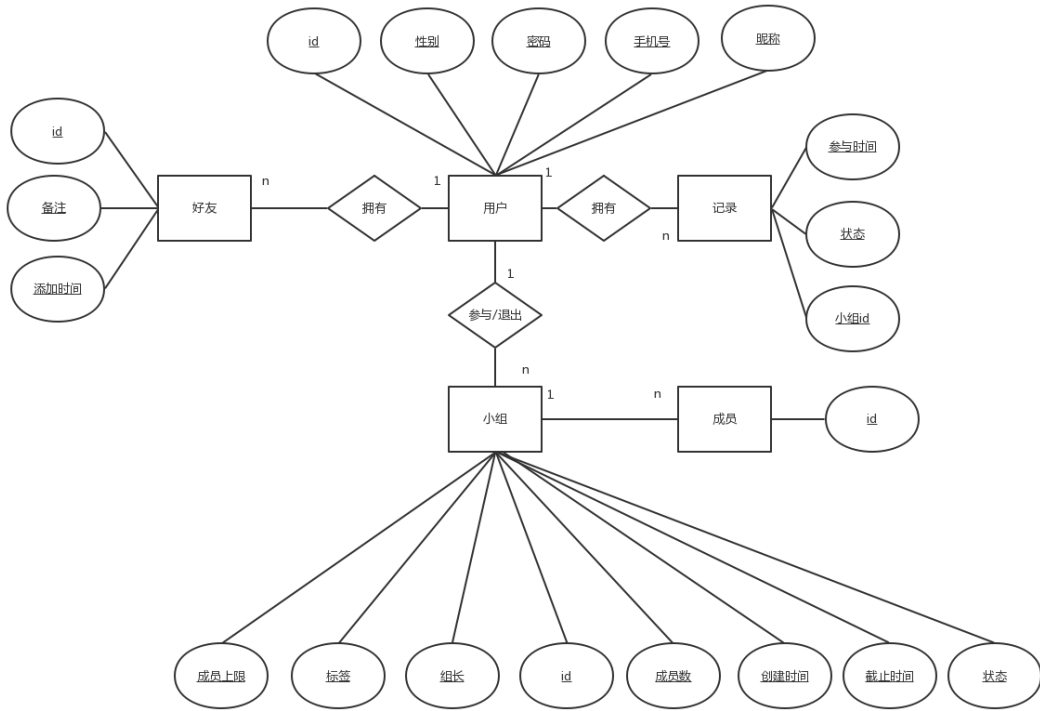 id
性别
密码
手机号
昵称
id
备注
添加时间
好友
n
拥有
1
用户
1
拥有
n
记录
参与时间
状态
小组id
1
参与/退出
n
小组
1
n
成员
id
成员上限
标签
组长
id
成员数
创建时间
截止时间
状态